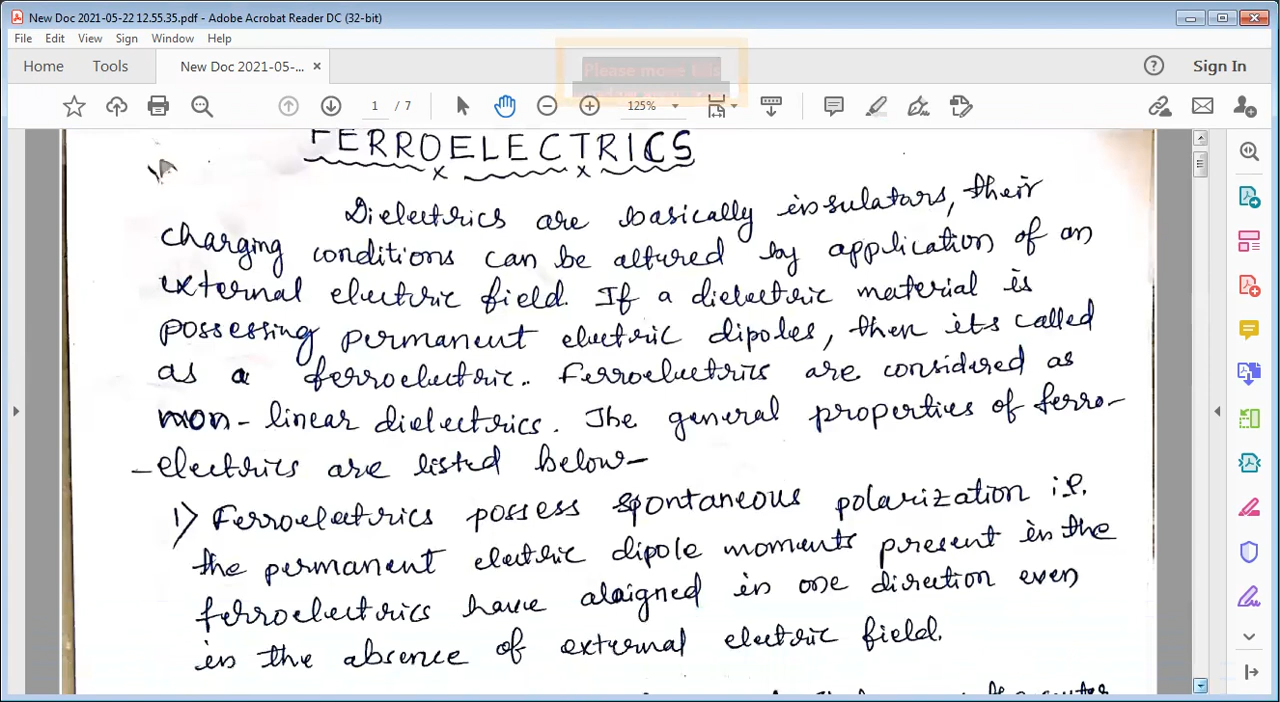 New Doc 2021-05-22 12.55.35.pdf - Adobe Acrobat Reader DC (32-bit)
File Edit View Sign Window Help
Home Tools New Doc 2021-05-... × Sign In
Please move this
1 / 7 125%
FERROELECTRICS
Dielectrics are basically insulators, their
charging conditions can be altured by application of an
external electric field. If a dielectric material is
possessing permanent electric dipoles, then its called
as a ferroelectric. Ferroelectrics are considered as
non-linear dielectrics. The general properties of ferro-
-electrics are listed below-
1) Ferroelectrics possess spontaneous polarization i.e.
the permanent electric dipole moments present in the
ferroelectrics have alaigned in one direction even
in the absence of external electric field.